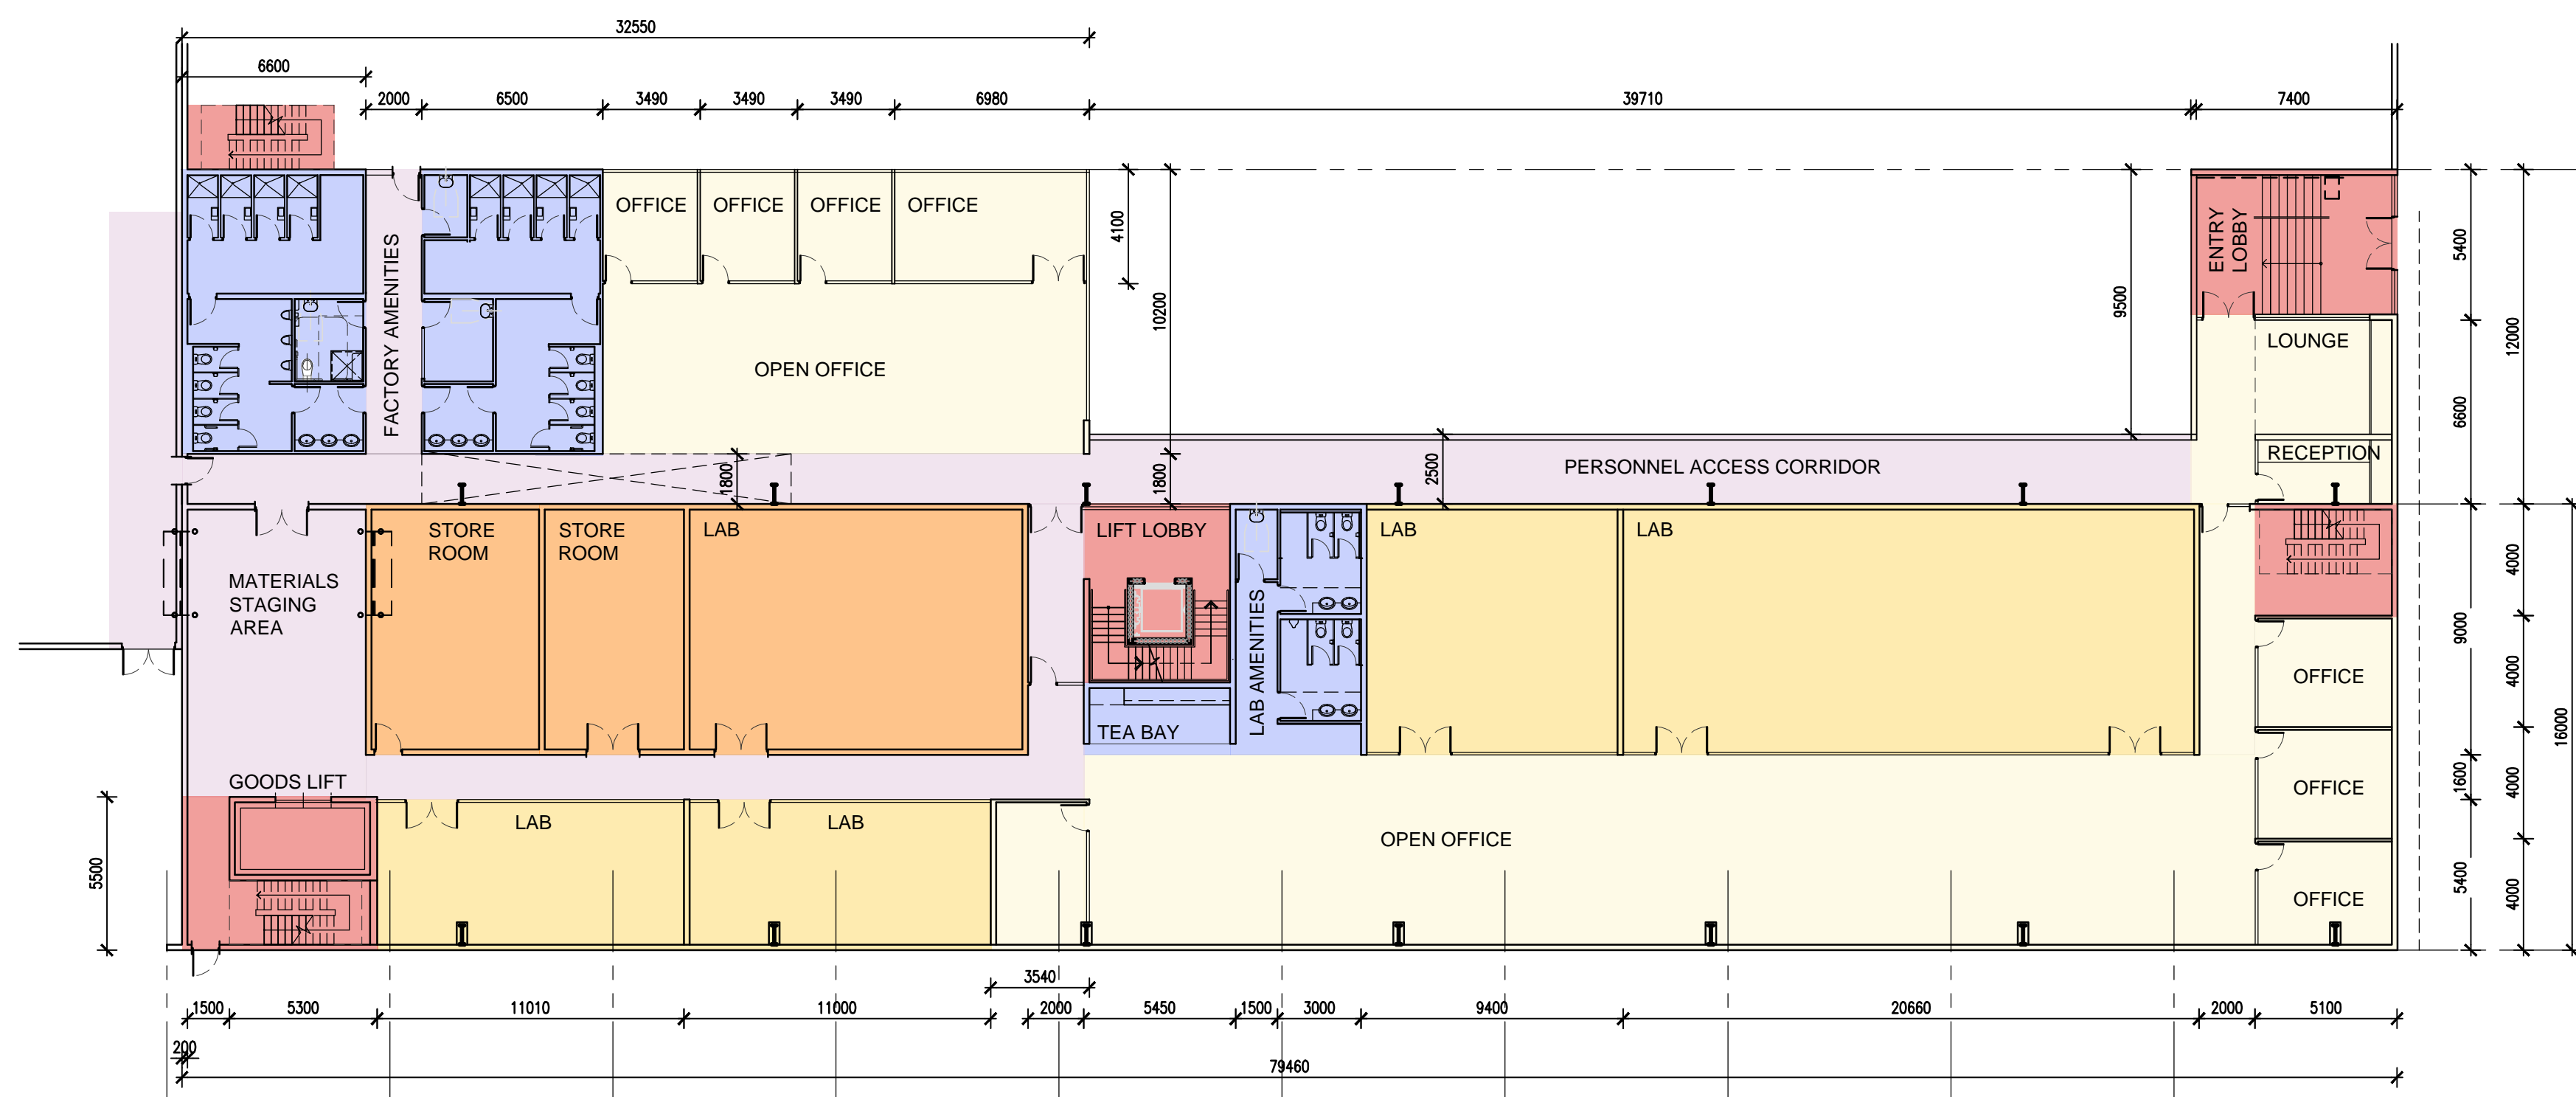 32550
6600
2000
6500
3490
3490
3490
6980
39710
7400
OFFICE
OFFICE
OFFICE
OFFICE
4100
10200
9500
ENTRY
LOBBY
5400
12000
FACTORY AMENITIES
OPEN OFFICE
LOUNGE
6600
RECEPTION
1800
1800
2500
PERSONNEL ACCESS CORRIDOR
STORE
ROOM
STORE
ROOM
LAB
LIFT LOBBY
LAB
LAB
4000
MATERIALS
STAGING
AREA
LAB AMENITIES
9000
OFFICE
4000
TEA BAY
16000
GOODS LIFT
OFFICE
1600
4000
LAB
LAB
OPEN OFFICE
5500
OFFICE
5400
4000
3540
1500
5300
11010
11000
2000
5450
1500
3000
9400
20660
2000
5100
200
79460